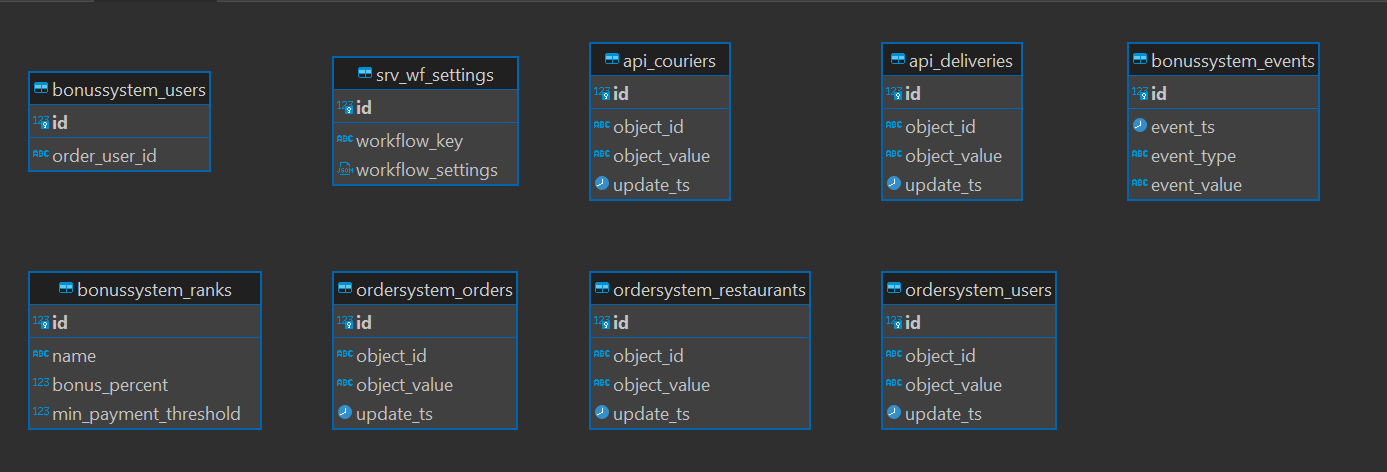 bonussystem_users
id
order_user_id
srv_wf_settings
id
workflow_key
workflow_settings
api_couriers
id
object_id
object_value
update_ts
api_deliveries
id
object_id
object_value
update_ts
bonussystem_events
id
event_ts
event_type
event_value
bonussystem_ranks
id
name
bonus_percent
min_payment_threshold
ordersystem_orders
id
object_id
object_value
update_ts
ordersystem_restaurants
id
object_id
object_value
update_ts
ordersystem_users
id
object_id
object_value
update_ts